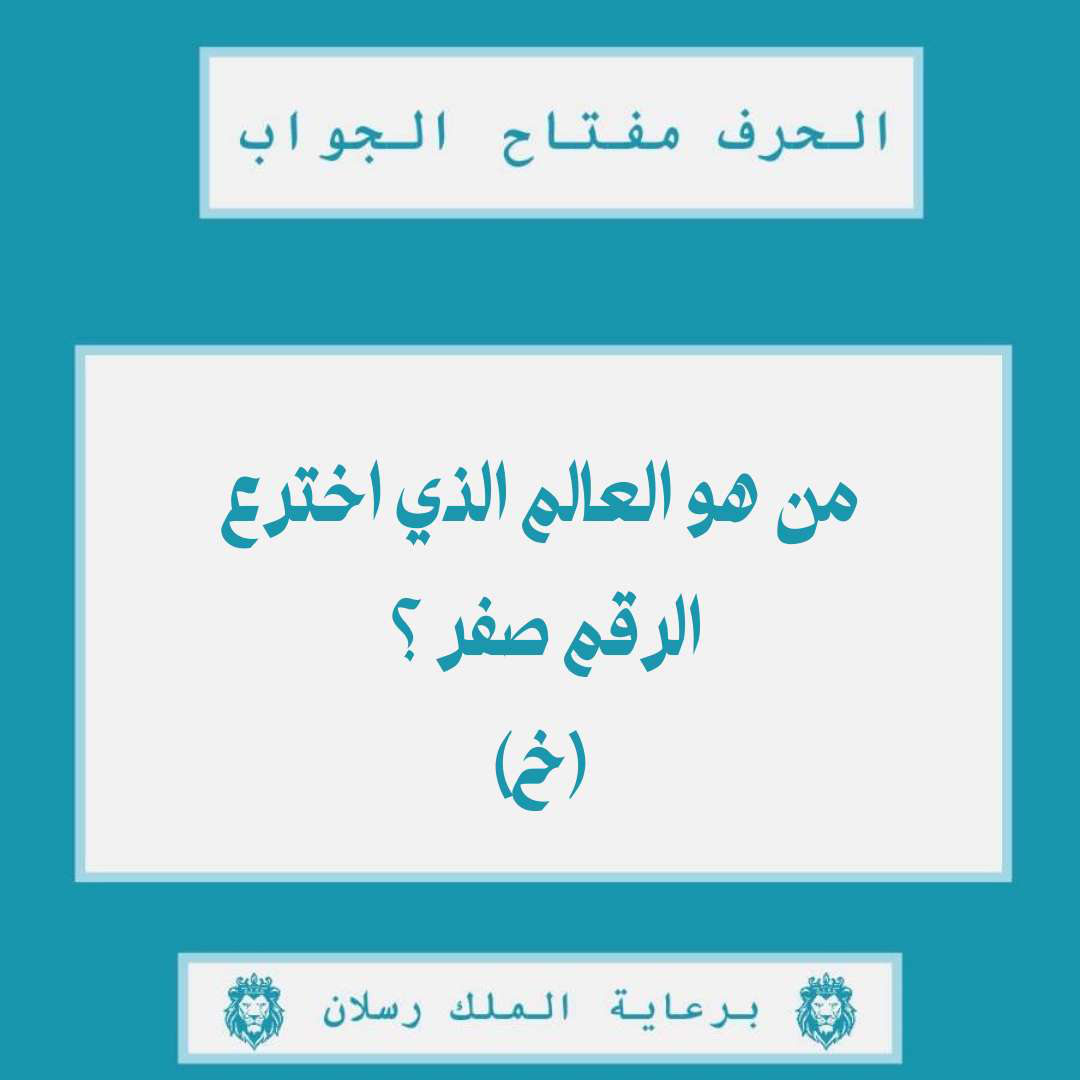 الحرف مفتاح الجواب
من هو العالم الذي اخترع
الرقم صفر ؟
(خ)
برعاية الملك رسلان